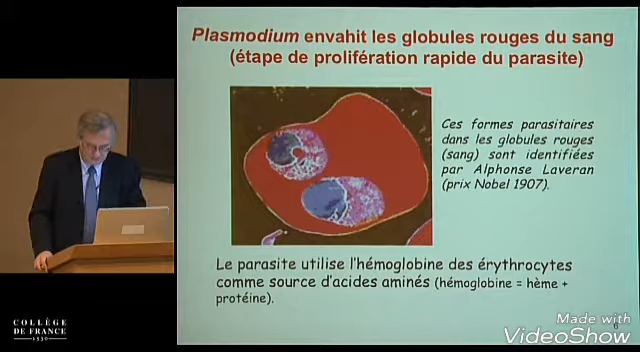 Plasmodium envahit les globules rouges du sang
(étape de prolifération rapide du parasite)
Ces formes parasitaires
dans les globules rouges
(sang) sont identifiées
par Alphonse Laveran
(prix Nobel 1907).
Le parasite utilise l'hémoglobine des érythrocytes
comme source d'acides aminés (hémoglobine = hème +
protéine).
COLLÈGE
DE FRANCE
1530
Made with
VideoShow